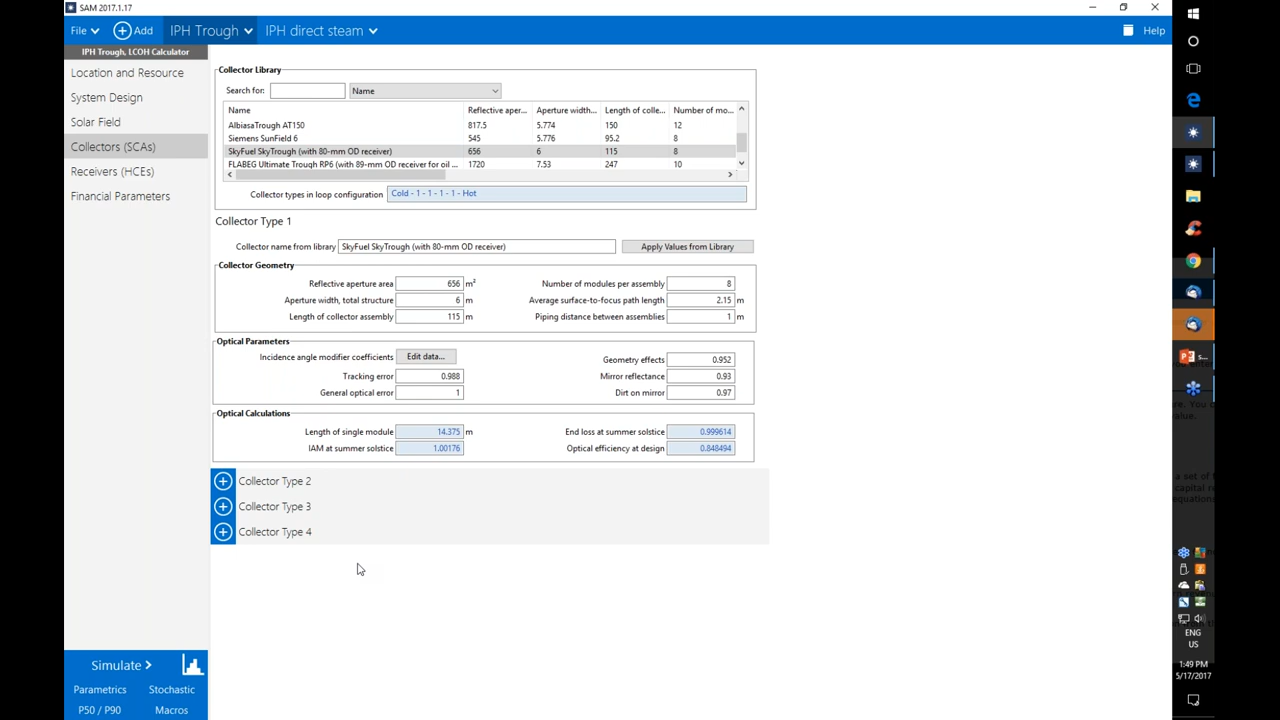 SAM 2017.1.17
File
Add
IPH Trough
IPH direct steam
Help
IPH Trough, LCOH Calculator
Location and Resource
System Design
Solar Field
Collectors (SCAs)
Receivers (HCEs)
Financial Parameters
Collector Library
Search for: Name
Name Reflective aper... Aperture width... Length of colle... Number of mo...
AlbiasaTrough AT150 817.5 5.774 150 12
Siemens SunField 6 545 5.776 95.2 8
SkyFuel SkyTrough (with 80-mm OD receiver) 656 6 115 8
FLABEG Ultimate Trough RP6 (with 89-mm OD receiver for oil ... 1720 7.53 247 10
Collector types in loop configuration Cold - 1 - 1 - 1 - 1 - Hot
Collector Type 1
Collector name from library SkyFuel SkyTrough (with 80-mm OD receiver) Apply Values from Library
Collector Geometry
Reflective aperture area 656 m² Number of modules per assembly 8
Aperture width, total structure 6 m Average surface-to-focus path length 2.15 m
Length of collector assembly 115 m Piping distance between assemblies 1 m
Optical Parameters
Incidence angle modifier coefficients Edit data... Geometry effects 0.952
Tracking error 0.988 Mirror reflectance 0.93
General optical error 1 Dirt on mirror 0.97
Optical Calculations
Length of single module 14.375 m End loss at summer solstice 0.999614
IAM at summer solstice 1.00176 Optical efficiency at design 0.848494
Collector Type 2
Collector Type 3
Collector Type 4
Simulate >
Parametrics Stochastic
P50 / P90 Macros
s...
ENG
US
1:49 PM
5/17/2017